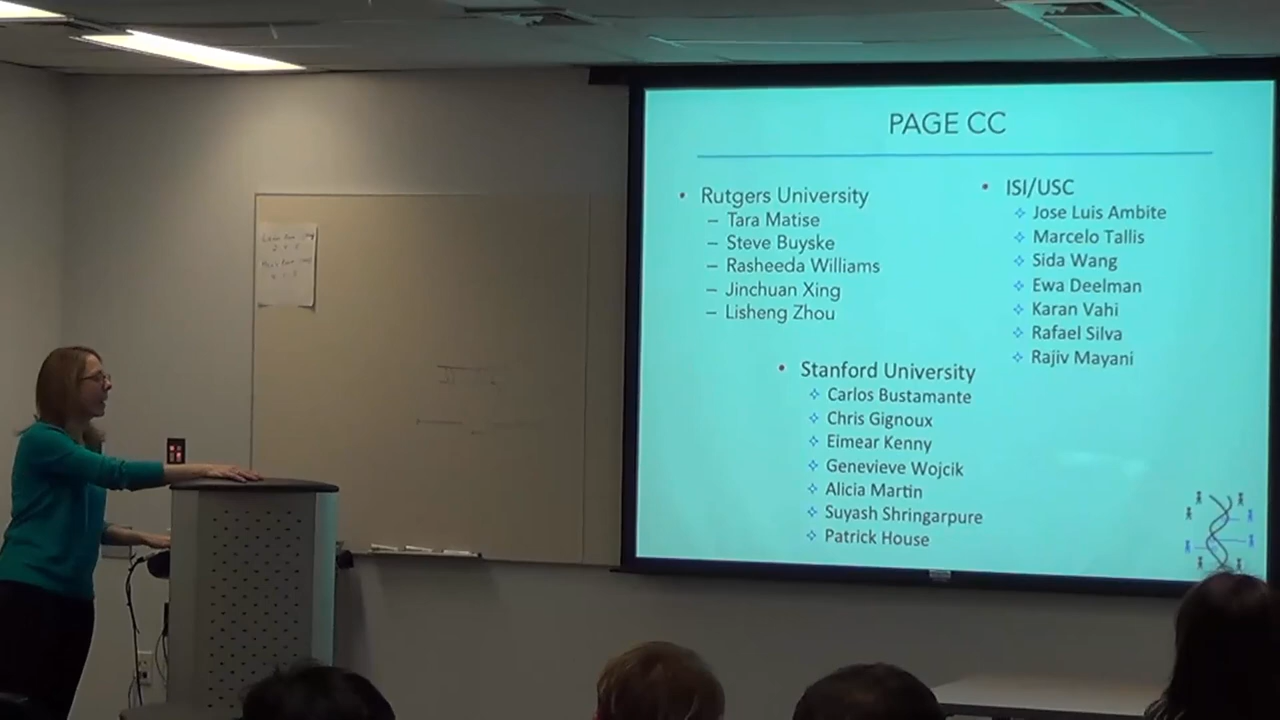 PAGE CC
• Rutgers University
– Tara Matise
– Steve Buyske
– Rasheeda Williams
– Jinchuan Xing
– Lisheng Zhou
• ISI/USC
Jose Luis Ambite
Marcelo Tallis
Sida Wang
Ewa Deelman
Karan Vahi
Rafael Silva
Rajiv Mayani
• Stanford University
Carlos Bustamante
Chris Gignoux
Eimear Kenny
Genevieve Wojcik
Alicia Martin
Suyash Shringarpure
Patrick House